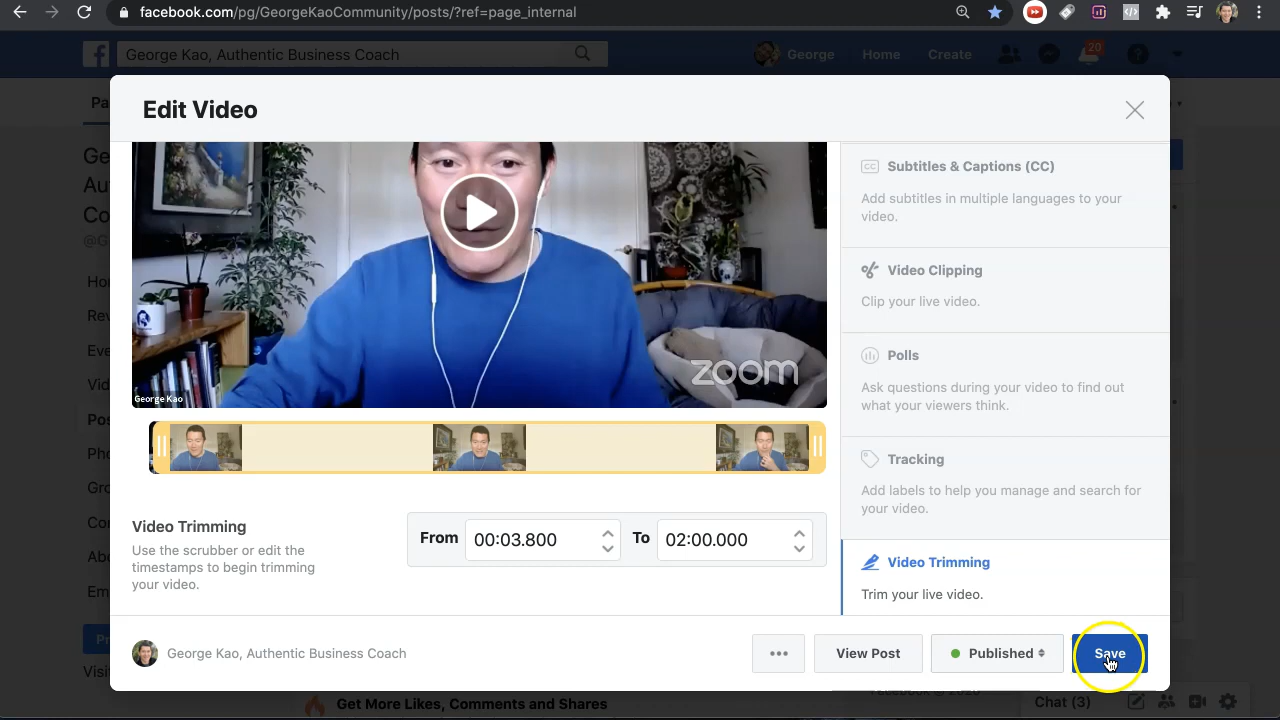 facebook.com/pg/GeorgeKaoCommunity/posts/?ref=page_internal
George Kao, Authentic Business Coach
George
Home
Create
20
Edit Video
zoom
George Kao
CC
Subtitles & Captions (CC)
Add subtitles in multiple languages to your
video.
Video Clipping
Clip your live video.
Polls
Ask questions during your video to find out
what your viewers think.
Tracking
Add labels to help you manage and search for
your video.
Video Trimming
Trim your live video.
Video Trimming
Use the scrubber or edit the
timestamps to begin trimming
your video.
From 00:03.800 To 02:00.000
George Kao, Authentic Business Coach
View Post
Published
Save
Get More Likes, Comments and Shares
Chat (3)